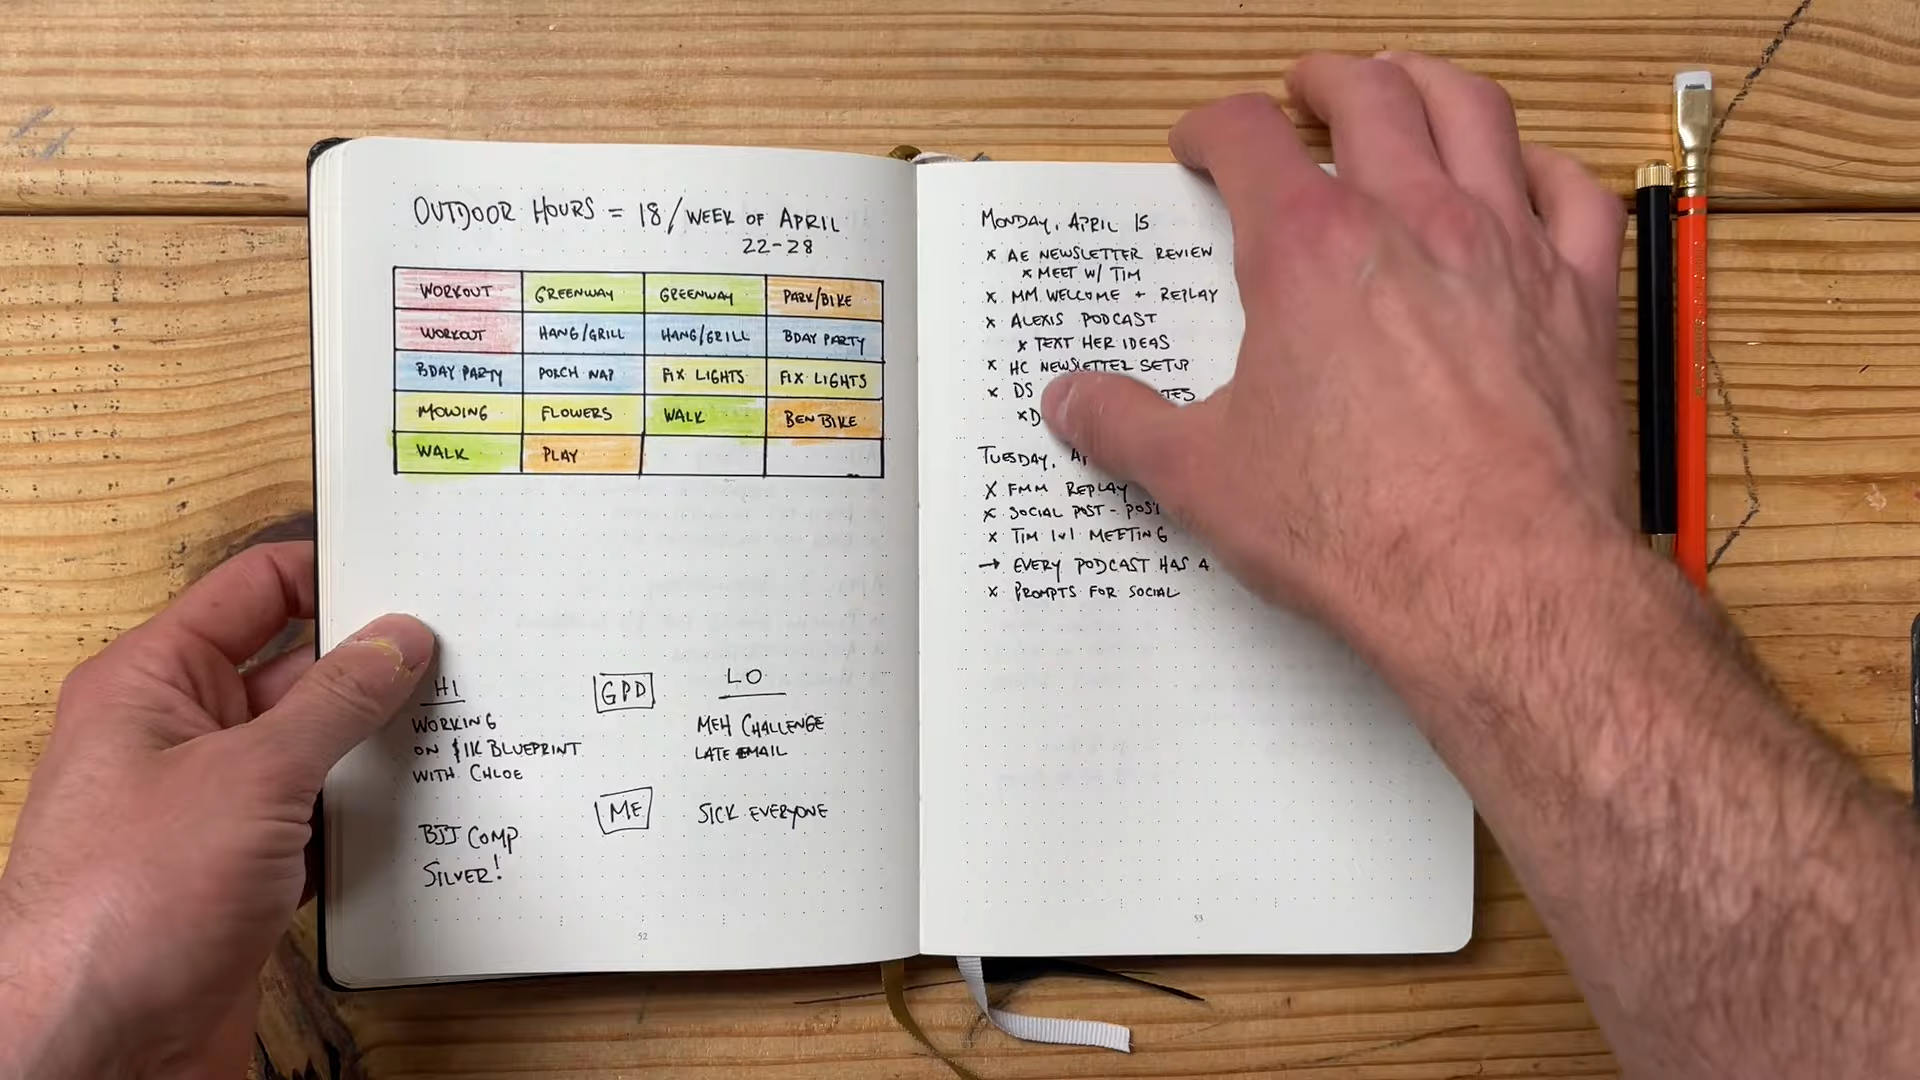 OUTDOOR HOURS = 18/WEEK OF APRIL
22-28
WORKOUT GREENWAY GREENWAY PARK/BIKE
WORKOUT HANG/GRILL HANG/GRILL BDAY PARTY
BDAY PARTY PORCH NAP FIX LIGHTS FIX LIGHTS
MOWING FLOWERS WALK BEN BIKE
WALK PLAY
HI
WORKING
ON $1K BLUEPRINT
WITH CHLOE
GPD
LO
MEH CHALLENGE
LATE EMAIL
BJJ COMP
SILVER!
ME
SICK EVERYONE
52
MONDAY, APRIL 15
x AE NEWSLETTER REVIEW
x MEET W/ TIM
x MM WELCOME + REPLAY
x ALEXIS PODCAST
x TEXT HER IDEAS
x HC NEWSLETTER SETUP
x DS
x
TUESDAY,
x FMM REPLAY
x SOCIAL POST -
x TIM 1v1 MEETING
→ EVERY PODCAST HAS A
x PROMPTS FOR SOCIAL
53